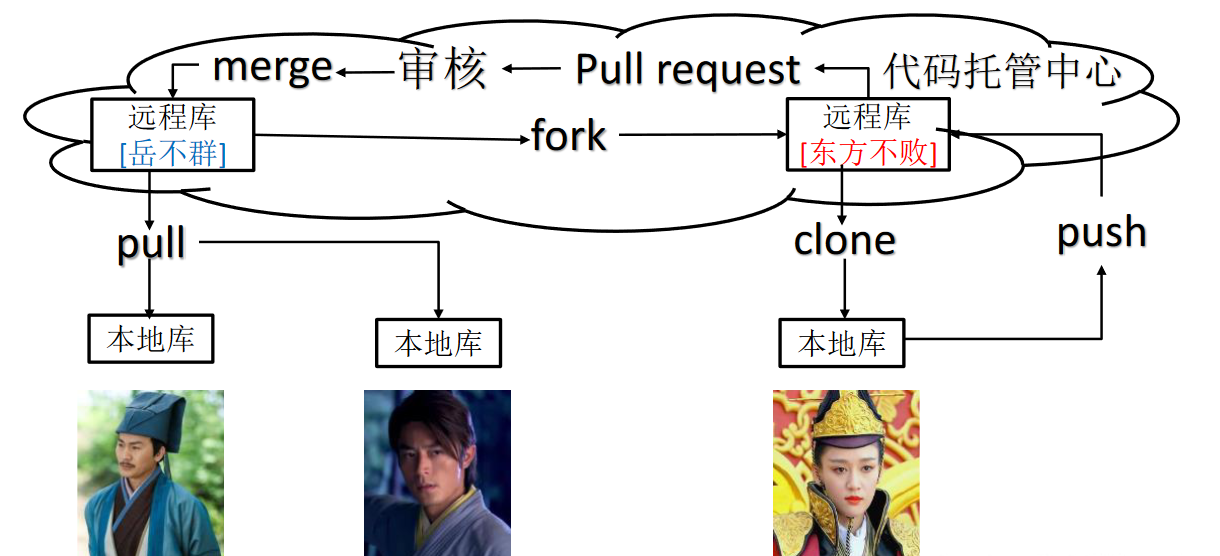 merge
审核
Pull request
代码托管中心
远程库
[岳不群]
fork
远程库
[东方不败]
pull
clone
push
本地库
本地库
本地库